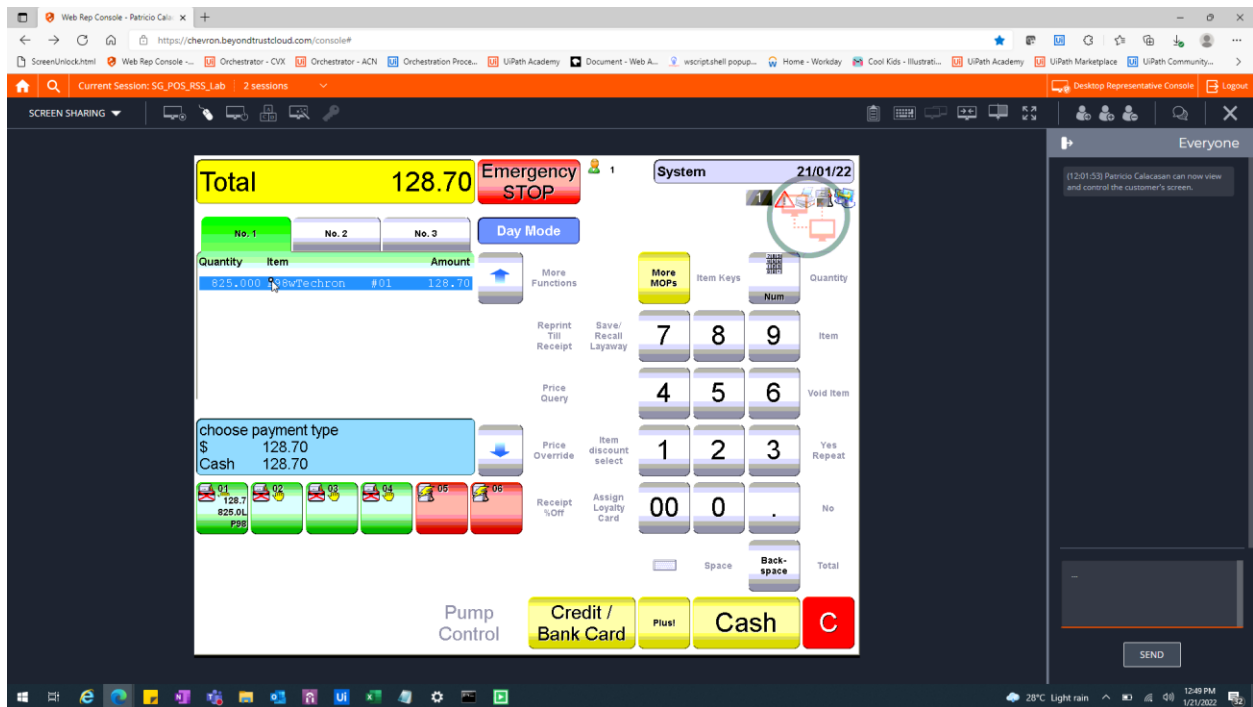 Web Rep Console - Patricio Cala
https://chevron.beyondtrustcloud.com/console#
ScreenUnlock.html Web Rep Console -... Orchestrator - CVX Orchestrator - ACN Orchestration Proce... UiPath Academy Document - Web A... wscript.shell popup... Home - Workday Cool Kids - Illustrati... UiPath Academy UiPath Marketplace UiPath Community...
Current Session: SG_POS_RSS_Lab 2 sessions Desktop Representative Console Logout
SCREEN SHARING
Everyone
(12:01:53) Patricio Calacasan can now view
and control the customer's screen.
Total 128.70
Emergency
STOP
1
System 21/01/22
1
No. 1 No. 2 No. 3
Day Mode
Quantity Item Amount
825.000 98wTechron #01 128.70
More
Functions
More
MOPs
Item Keys
Num
Quantity
Reprint
Till
Receipt
Save/
Recall
Layaway
7 8 9
Item
Price
Query
4 5 6
Void Item
choose payment type
$ 128.70
Cash 128.70
Price
Override
Item
discount
select
1 2 3
Yes
Repeat
01 02 03 04 05 06
128.7
825.0L
P98
Receipt
%Off
Assign
Loyalty
Card
00 0 .
No
Space
Back-
space
Total
Pump
Control
Credit /
Bank Card
Plus!
Cash
C
SEND
28°C Light rain
12:49 PM
1/21/2022